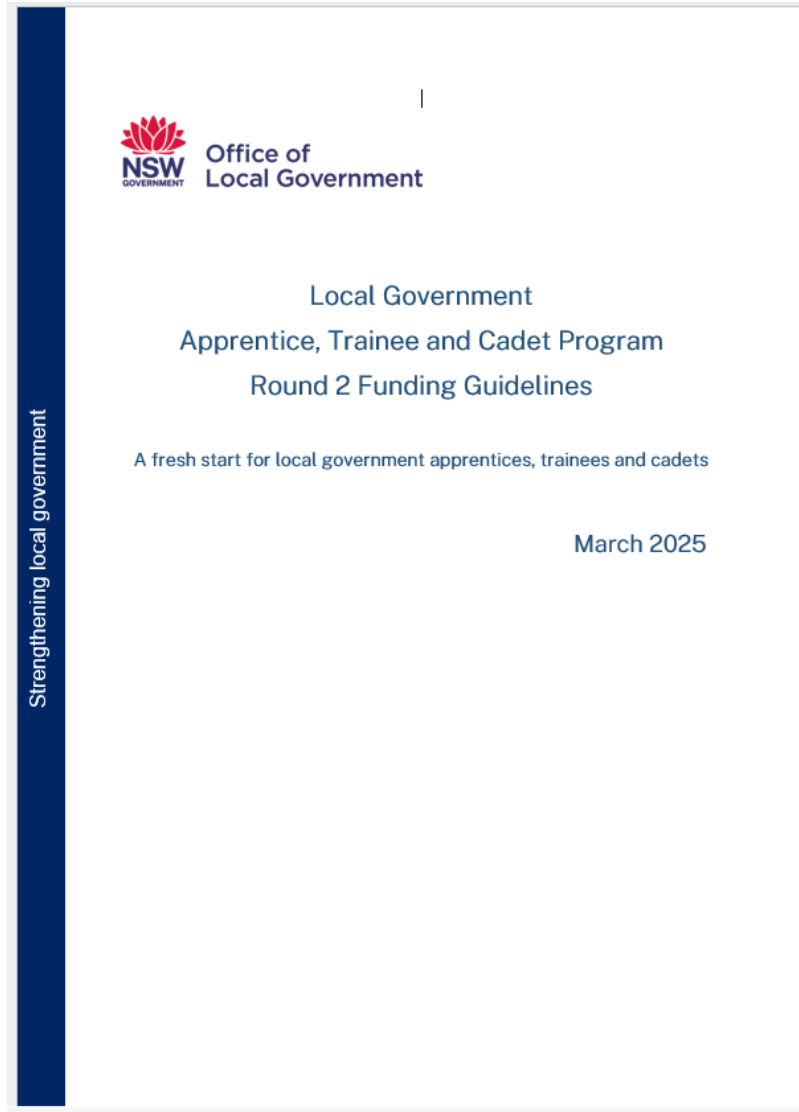 NSW
GOVERNMENT
Office of
Local Government
Local Government
Apprentice, Trainee and Cadet Program
Round 2 Funding Guidelines
A fresh start for local government apprentices, trainees and cadets
March 2025
Strengthening local government